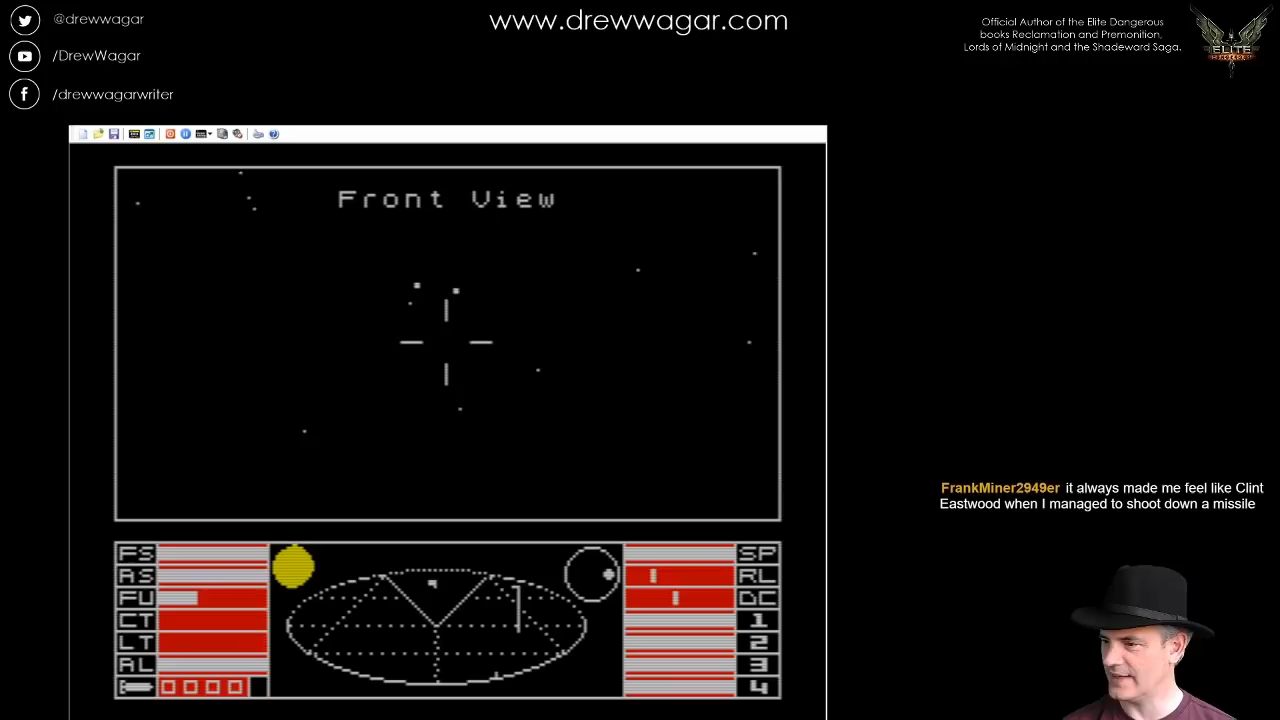 @drewwagar
/DrewWagar
/drewwagarwriter
www.drewwagar.com
Official Author of the Elite Dangerous
books Reclamation and Premonition,
Lords of Midnight and the Shadeward Saga.
ELITE
DANGEROUS
Front View
FrankMiner2949er it always made me feel like Clint
Eastwood when I managed to shoot down a missile
FS
AS
FU
CT
LT
AL
SP
RL
DC
1
2
3
4